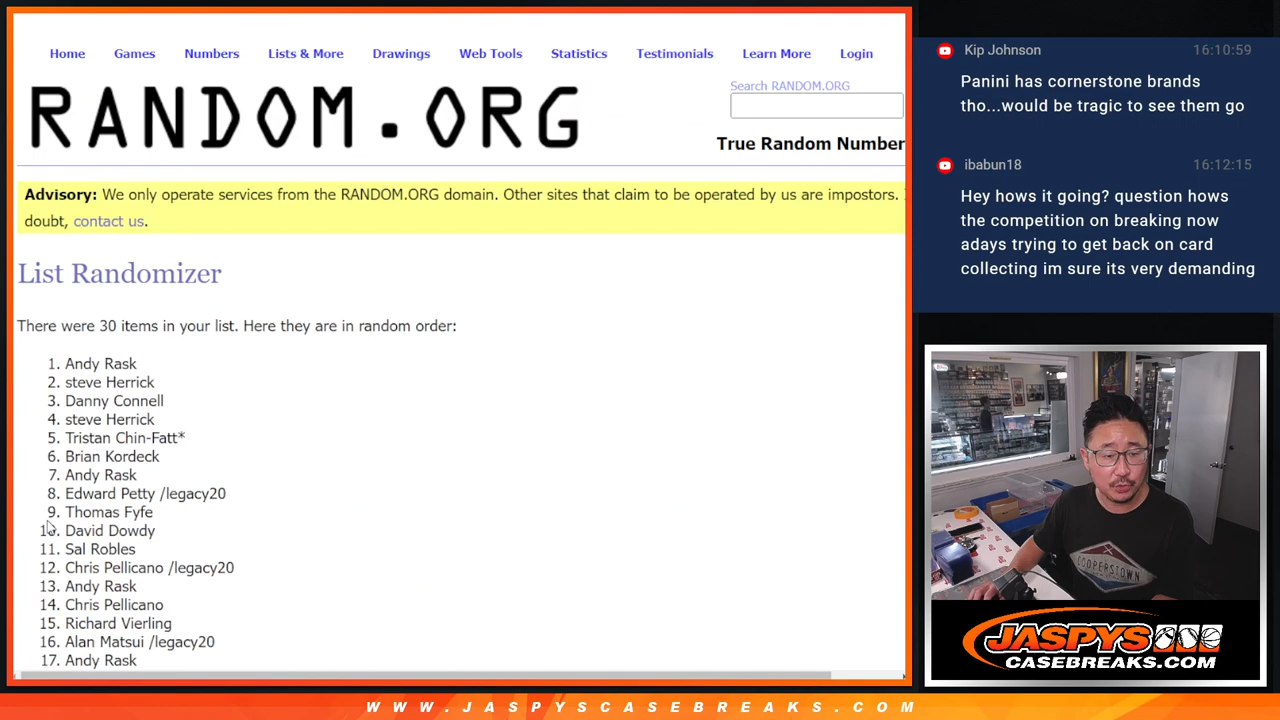 Home Games Numbers Lists & More Drawings Web Tools Statistics Testimonials Learn More Login
RANDOM.ORG
Search RANDOM.ORG
True Random Number
Advisory: We only operate services from the RANDOM.ORG domain. Other sites that claim to be operated by us are impostors.
doubt, contact us.
List Randomizer
There were 30 items in your list. Here they are in random order:
1. Andy Rask
2. steve Herrick
3. Danny Connell
4. steve Herrick
5. Tristan Chin-Fatt*
6. Brian Kordeck
7. Andy Rask
8. Edward Petty /legacy20
9. Thomas Fyfe
10. David Dowdy
11. Sal Robles
12. Chris Pellicano /legacy20
13. Andy Rask
14. Chris Pellicano
15. Richard Vierling
16. Alan Matsui /legacy20
17. Andy Rask
Kip Johnson 16:10:59
Panini has cornerstone brands
tho...would be tragic to see them go
ibabun18 16:12:15
Hey hows it going? question hows
the competition on breaking now
adays trying to get back on card
collecting im sure its very demanding
COOPERSTOWN
JASPYS
CASEBREAKS.COM
WWW.JASPYSCASEBREAKS.COM